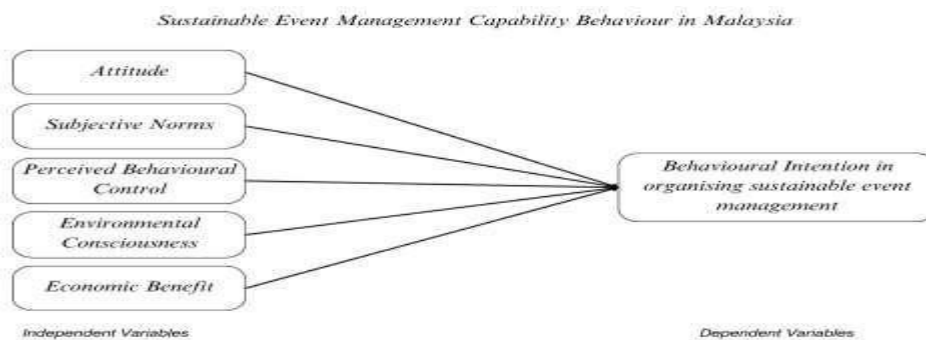 Sustainable Event Management Capability Behaviour in Malaysia
Attitude
Subjective Norms
Perceived Behavioural
Control
Environmental
Consciousness
Economic Benefit
Behavioural Intention in
organising sustainable event
management
Independent Variables
Dependent Variables